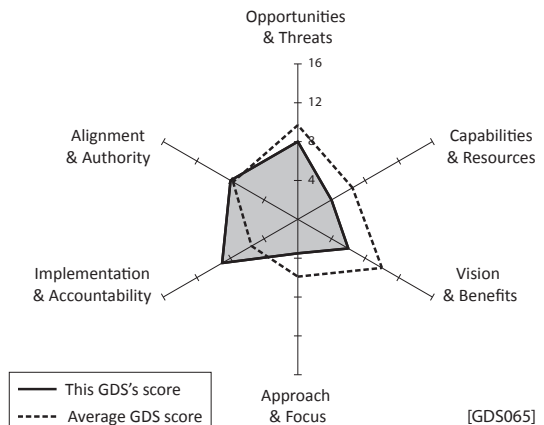 Opportunities
& Threats
16
12
8
4
Alignment
& Authority
Capabilities
& Resources
Implementation
& Accountability
Vision
& Benefits
This GDS's score
Average GDS score
Approach
& Focus
[GDS065]